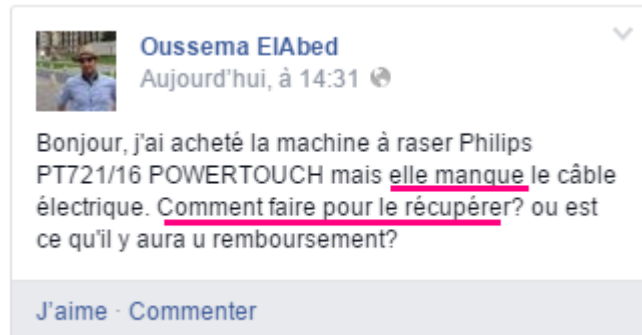 Oussema ElAbed
Aujourd'hui, à 14:31
Bonjour, j'ai acheté la machine à raser Philips
PT721/16 POWERTOUCH mais elle manque le câble
électrique. Comment faire pour le récupérer? ou est
ce qu'il y aura u remboursement?
J'aime · Commenter